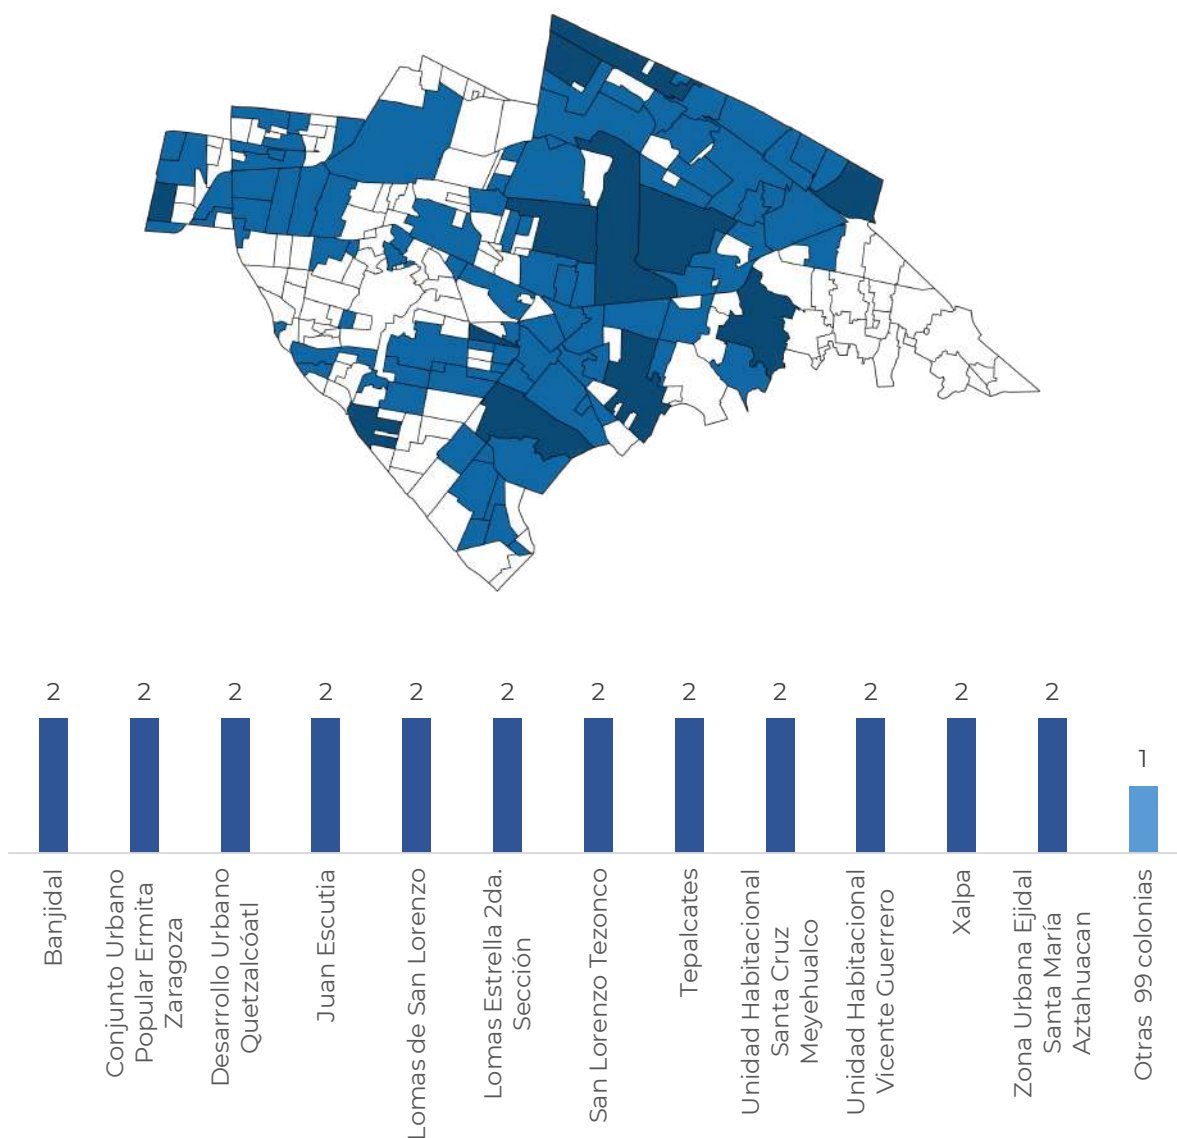 2
2
2
2
2
2
2
2
2
2
2
2
1
Banjidal
Conjunto Urbano
Popular Ermita
Zaragoza
Desarrollo Urbano
Quetzalcóatl
Juan Escutia
Lomas de San Lorenzo
Lomas Estrella 2da.
Sección
San Lorenzo Tezonco
Tepalcates
Unidad Habitacional
Santa Cruz
Meyehualco
Unidad Habitacional
Vicente Guerrero
Xalpa
Zona Urbana Ejidal
Santa María
Aztahuacan
Otras 99 colonias